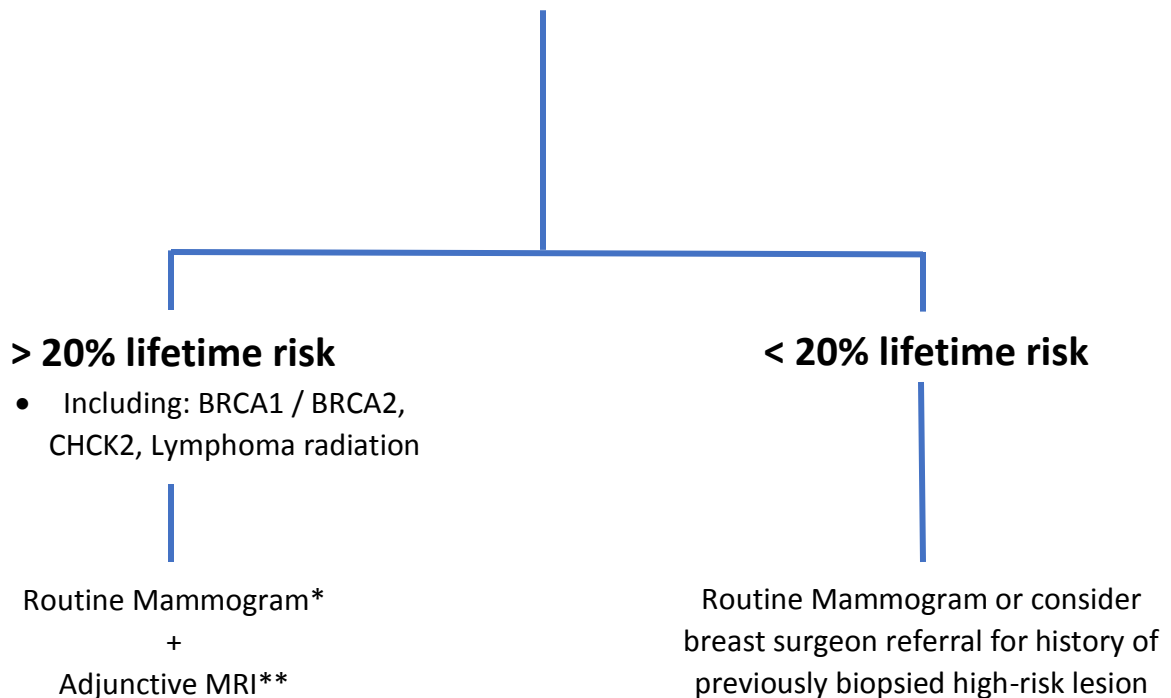 > 20% lifetime risk
• Including: BRCA1 / BRCA2,
CHCK2, Lymphoma radiation
Routine Mammogram*
+
Adjunctive MRI**
< 20% lifetime risk
Routine Mammogram or consider
breast surgeon referral for history of
previously biopsied high-risk lesion